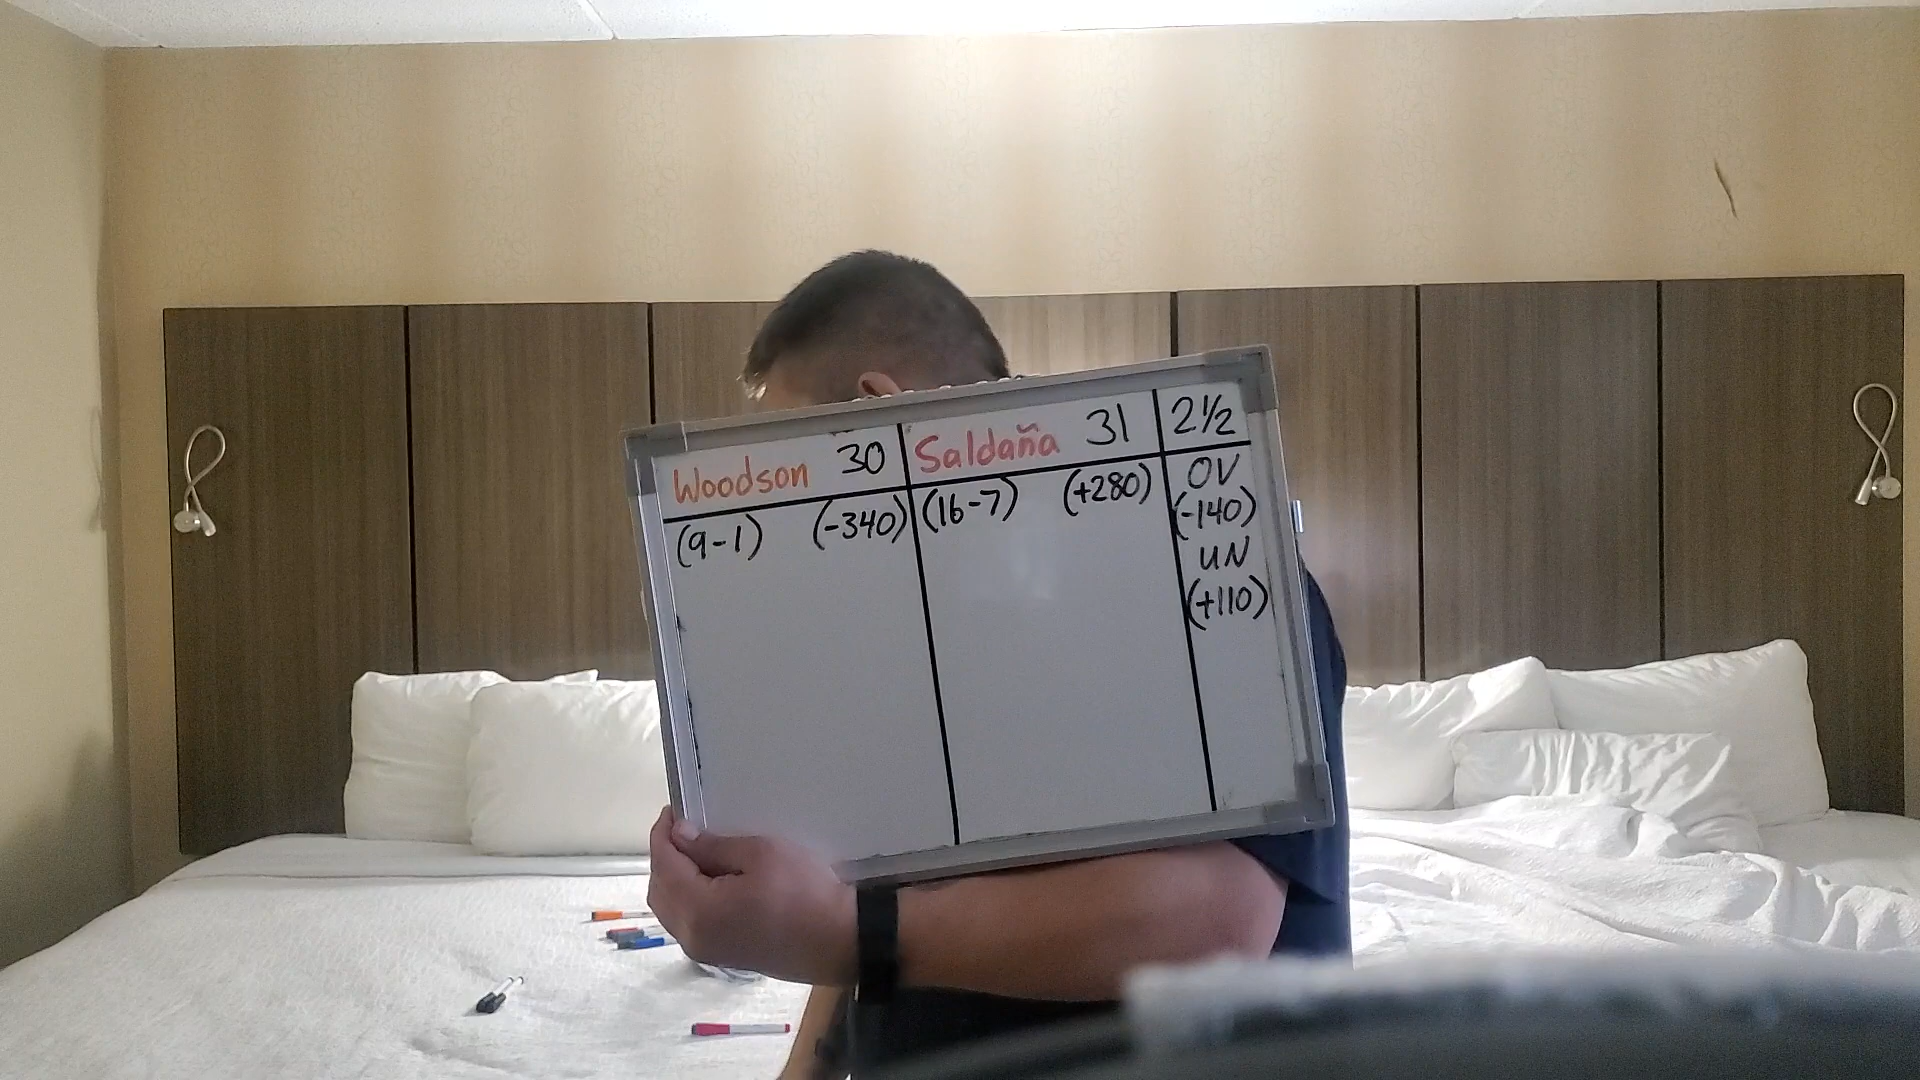 Woodson 30
(9-1) (-340)
Saldaña 31
(16-7) (+280)
2½
OV
(-140)
UN
(+110)